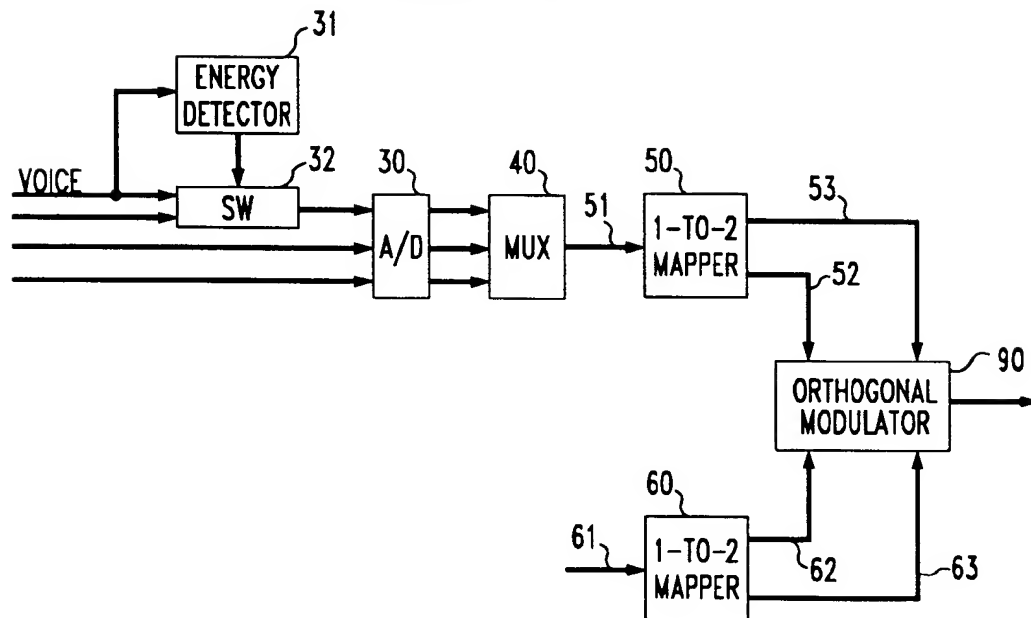 31
ENERGY
DETECTOR
32
VOICE
SW
30
A/D
40
MUX
51
50
1-TO-2
MAPPER
53
52
90
ORTHOGONAL
MODULATOR
60
61
1-TO-2
MAPPER
62
63